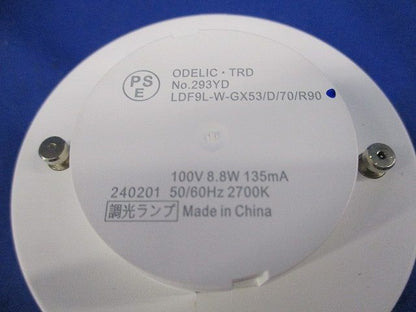 PSE
ODELIC・TRD
No.293YD
LDF9L-W-GX53/D/70/R90
100V 8.8W 135mA
240201 50/60Hz 2700K
調光ランプ Made in China